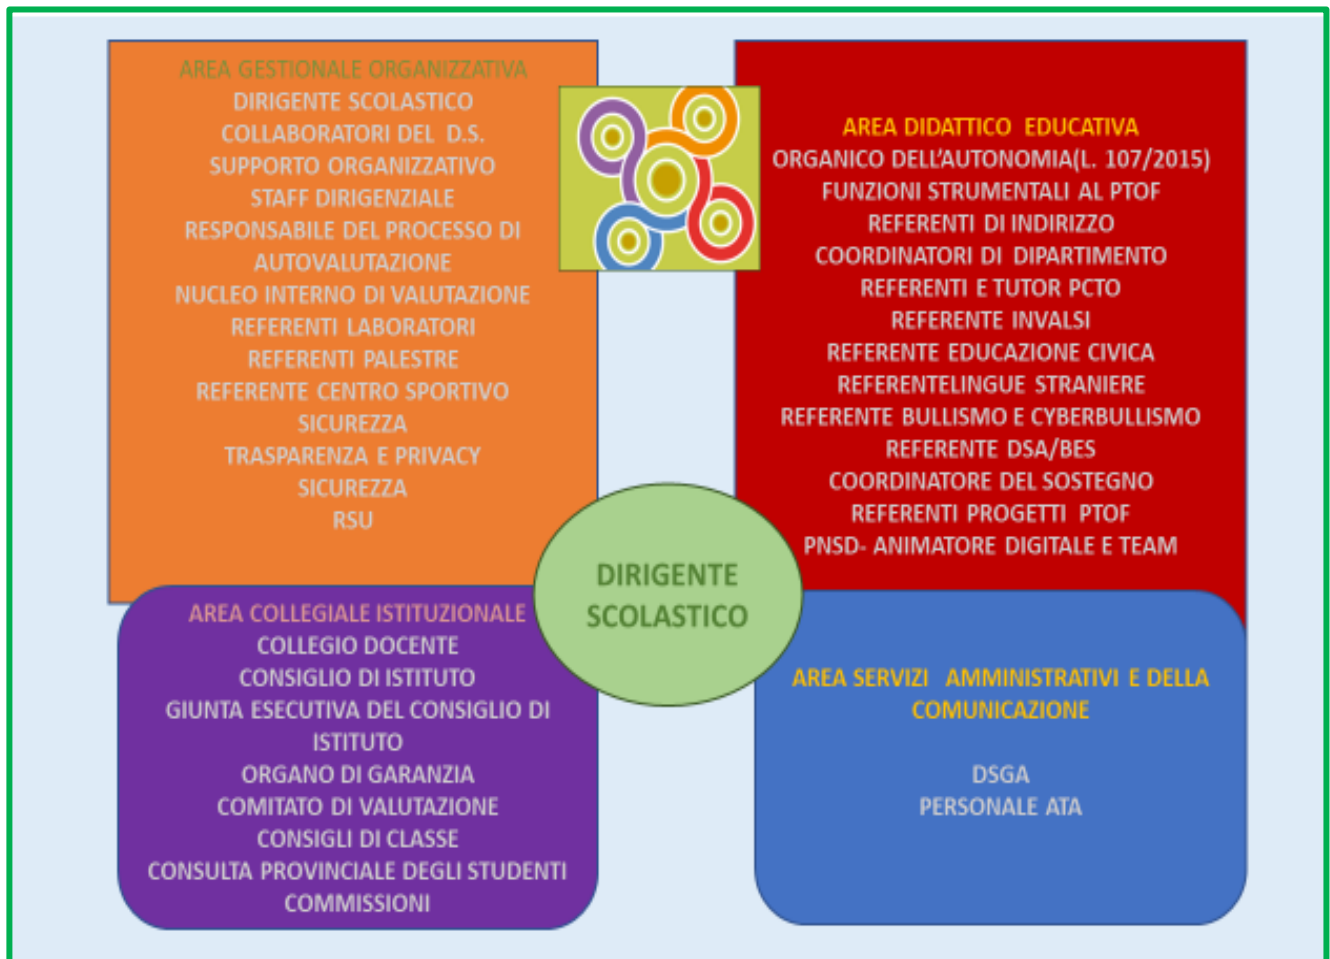 AREA GESTIONALE ORGANIZZATIVA
DIRIGENTE SCOLASTICO
COLLABORATORI DEL D.S.
SUPPORTO ORGANIZZATIVO
STAFF DIRIGENZIALE
RESPONSABILE DEL PROCESSO DI
AUTOVALUTAZIONE
NUCLEO INTERNO DI VALUTAZIONE
REFERENTI LABORATORI
REFERENTI PALESTRE
REFERENTE CENTRO SPORTIVO
SICUREZZA
TRASPARENZA E PRIVACY
SICUREZZA
RSU
AREA DIDATTICO EDUCATIVA
ORGANICO DELL'AUTONOMIA(L. 107/2015)
FUNZIONI STRUMENTALI AL PTOF
REFERENTI DI INDIRIZZO
COORDINATORI DI DIPARTIMENTO
REFERENTI E TUTOR PCTO
REFERENTE INVALSI
REFERENTE EDUCAZIONE CIVICA
REFERENTELINGUE STRANIERE
REFERENTE BULLISMO E CYBERBULLISMO
REFERENTE DSA/BES
COORDINATORE DEL SOSTEGNO
REFERENTI PROGETTI PTOF
PNSD- ANIMATORE DIGITALE E TEAM
DIRIGENTE
SCOLASTICO
AREA COLLEGIALE ISTITUZIONALE
COLLEGIO DOCENTE
CONSIGLIO DI ISTITUTO
GIUNTA ESECUTIVA DEL CONSIGLIO DI
ISTITUTO
ORGANO DI GARANZIA
COMITATO DI VALUTAZIONE
CONSIGLI DI CLASSE
CONSULTA PROVINCIALE DEGLI STUDENTI
COMMISSIONI
AREA SERVIZI AMMINISTRATIVI E DELLA
COMUNICAZIONE
DSGA
PERSONALE ATA